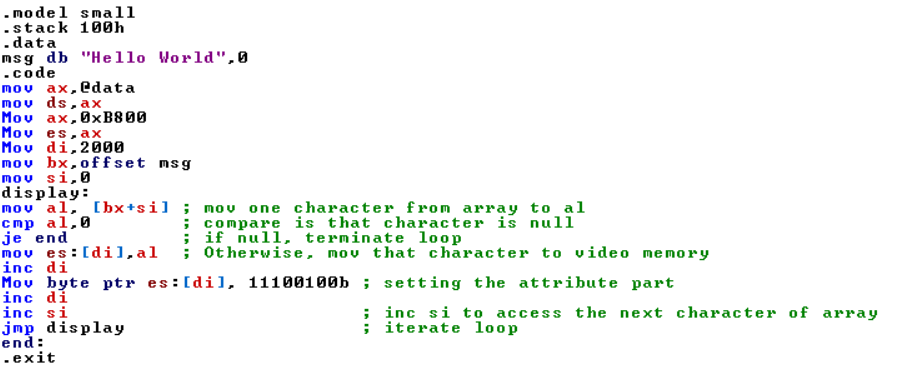 .model small
.stack 100h
.data
msg db "Hello World",0
.code
mov ax,@data
mov ds,ax
Mov ax,0xB800
Mov es,ax
Mov di,2000
mov bx,offset msg
mov si,0
display:
mov al, [bx+si] ; mov one character from array to al
cmp al,0 ; compare is that character is null
je end ; if null, terminate loop
mov es:[di],al ; Otherwise, mov that character to video memory
inc di
Mov byte ptr es:[di], 11100100b ; setting the attribute part
inc di
inc si ; inc si to access the next character of array
jmp display ; iterate loop
end:
.exit